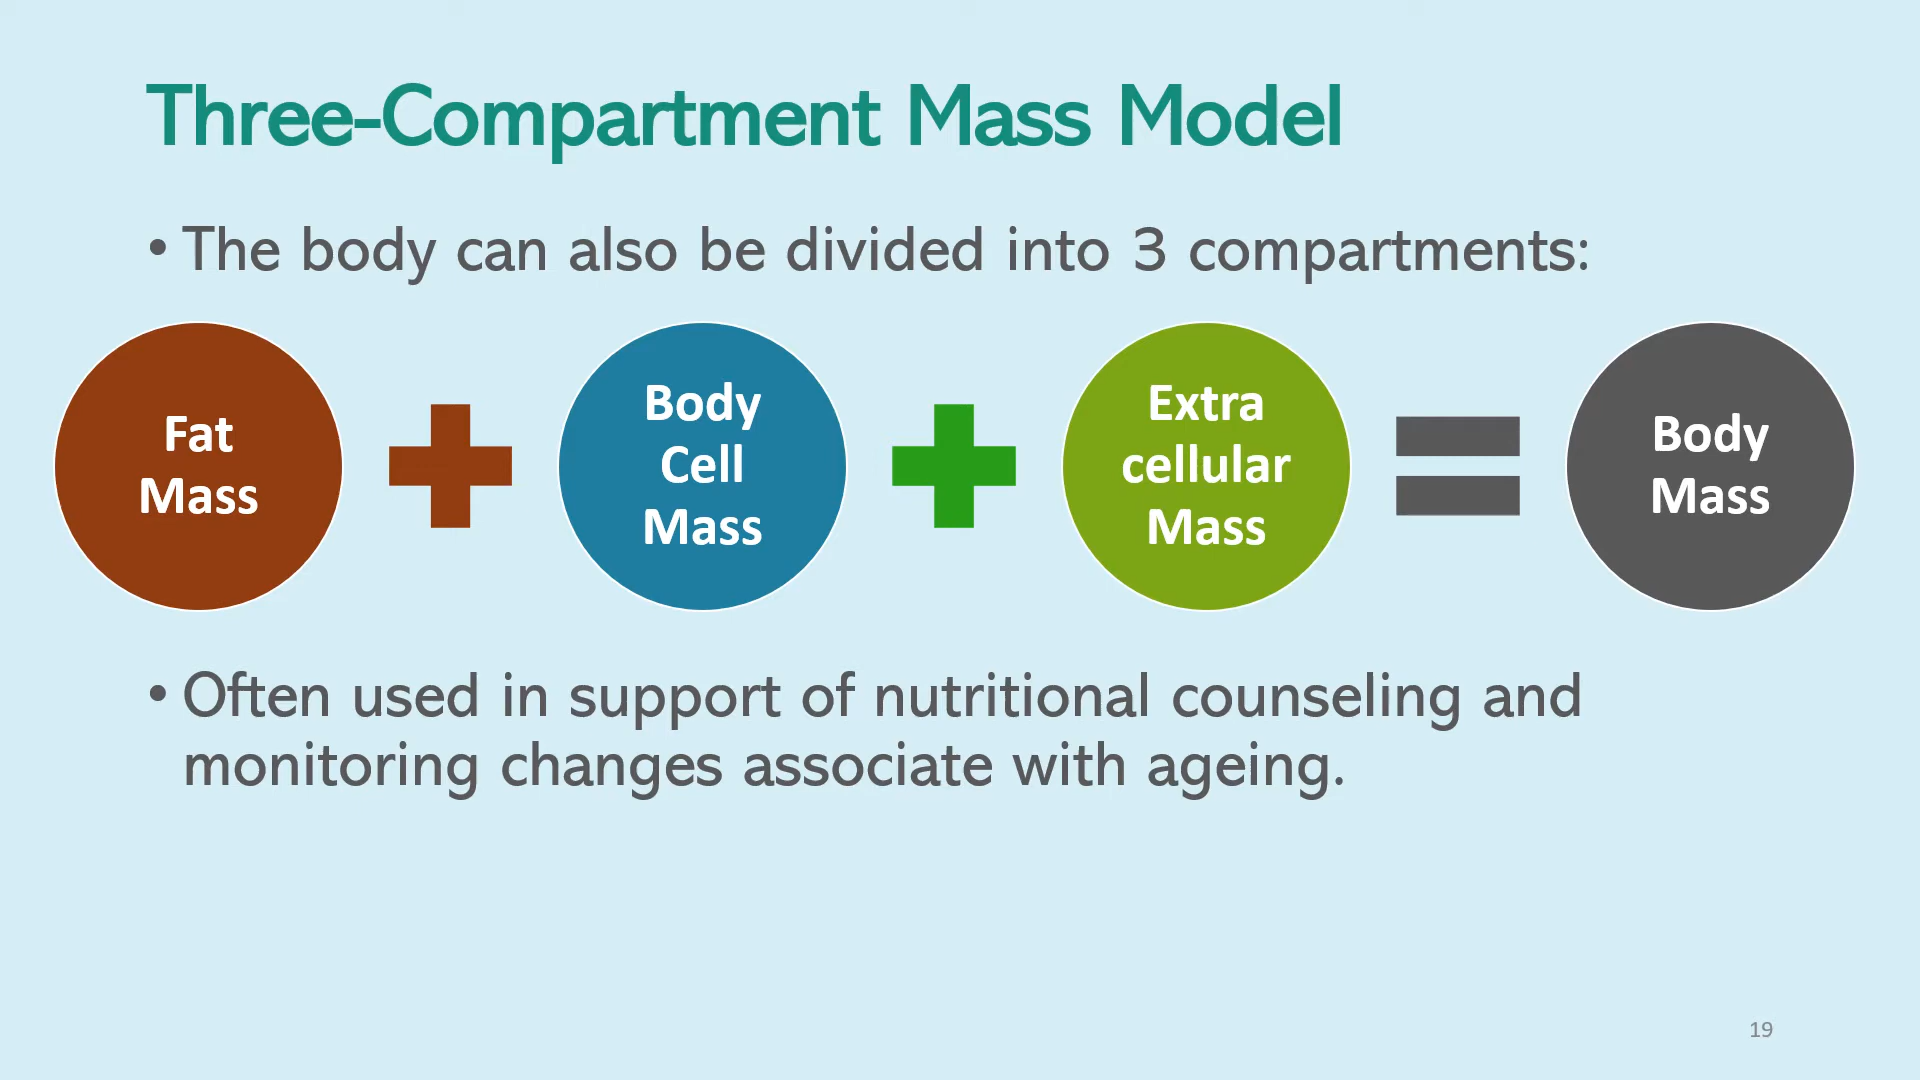 Three-Compartment Mass Model
• The body can also be divided into 3 compartments:
Fat
Mass
Body
Cell
Mass
Extra
cellular
Mass
Body
Mass
• Often used in support of nutritional counseling and
monitoring changes associate with ageing.
19